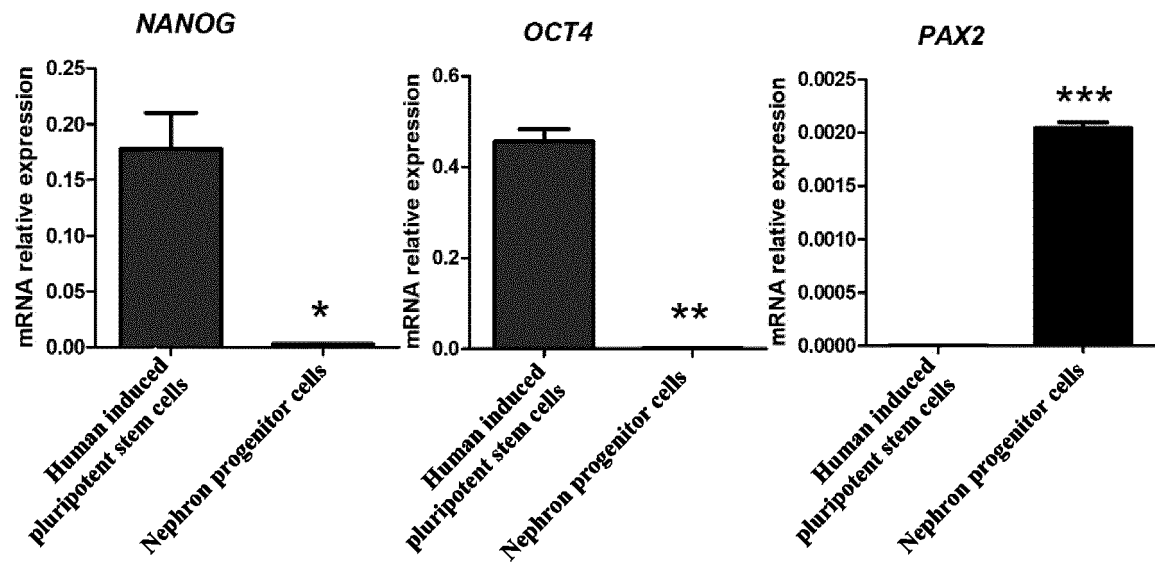 NANOG
mRNA relative expression
0.25
0.20
0.15
0.10
0.05
0.00
*
Human induced
pluripotent stem cells
Nephron progenitor cells
OCT4
mRNA relative expression
0.6
0.4
0.2
0.0
**
Human induced
pluripotent stem cells
Nephron progenitor cells
PAX2
mRNA relative expression
0.0025
0.0020
0.0015
0.0010
0.0005
0.0000
***
Human induced
pluripotent stem cells
Nephron progenitor cells